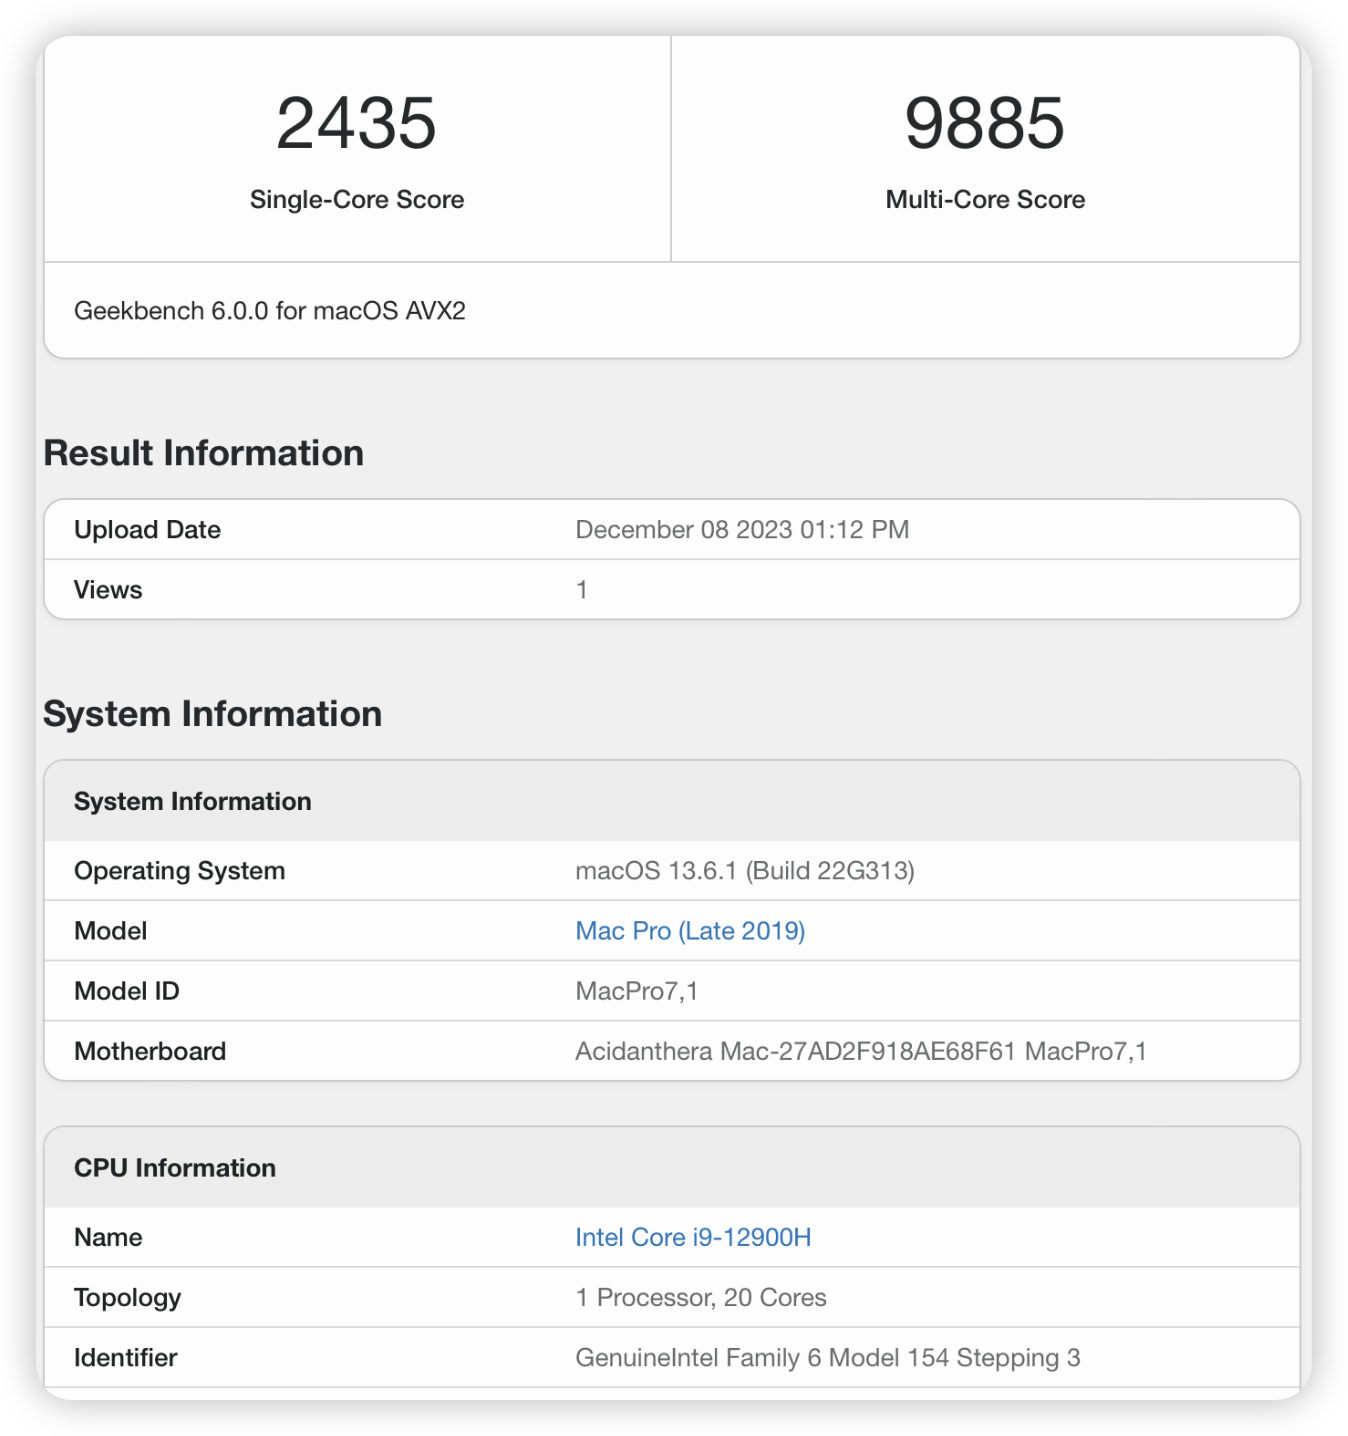 2435
Single-Core Score
9885
Multi-Core Score
Geekbench 6.0.0 for macOS AVX2
Result Information
Upload Date December 08 2023 01:12 PM
Views 1
System Information
System Information
Operating System macOS 13.6.1 (Build 22G313)
Model Mac Pro (Late 2019)
Model ID MacPro7,1
Motherboard Acidanthera Mac-27AD2F918AE68F61 MacPro7,1
CPU Information
Name Intel Core i9-12900H
Topology 1 Processor, 20 Cores
Identifier GenuineIntel Family 6 Model 154 Stepping 3